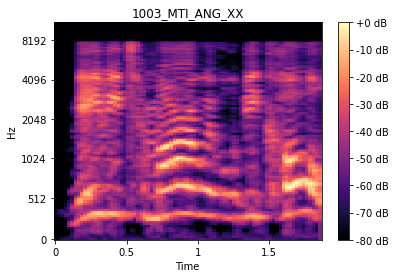 1003_MTI_ANG_XX
8192
4096
2048
1024
512
0
Hz
0
0.5
1
1.5
Time
+0 dB
-10 dB
-20 dB
-30 dB
-40 dB
-50 dB
-60 dB
-70 dB
-80 dB